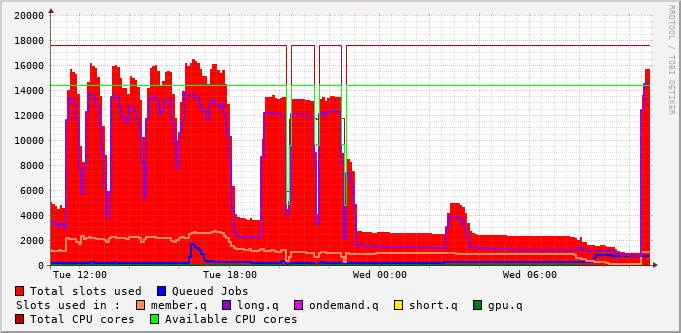 RRDTOOL / TOBI OETIKER
20000
18000
16000
14000
12000
10000
8000
6000
4000
2000
0
Tue 12:00 Tue 18:00 Wed 00:00 Wed 06:00
Total slots used Queued Jobs
Slots used in : member.q long.q ondemand.q short.q gpu.q
Total CPU cores Available CPU cores